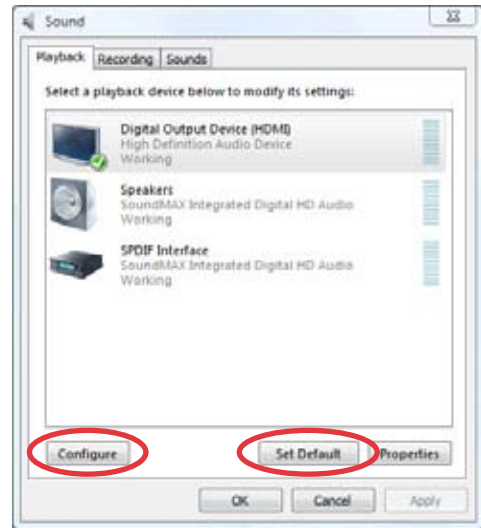 Sound
Playback Recording Sounds
Select a playback device below to modify its settings:
Digital Output Device (HDMI)
High Definition Audio Device
Working
Speakers
SoundMAX Integrated Digital HD Audio
Working
SPDIF Interface
SoundMAX Integrated Digital HD Audio
Working
Configure Set Default Properties
OK Cancel Apply